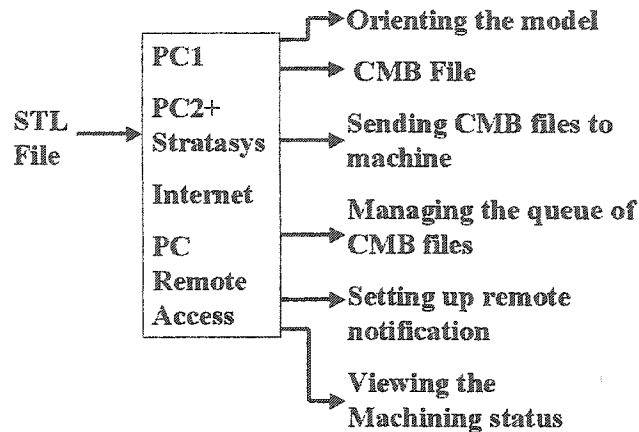 STL
File
PC1
PC2+
Stratasys
Internet
PC
Remote
Access
Orienting the model
CMB File
Sending CMB files to
machine
Managing the queue of
CMB files
Setting up remote
notification
Viewing the
Machining status